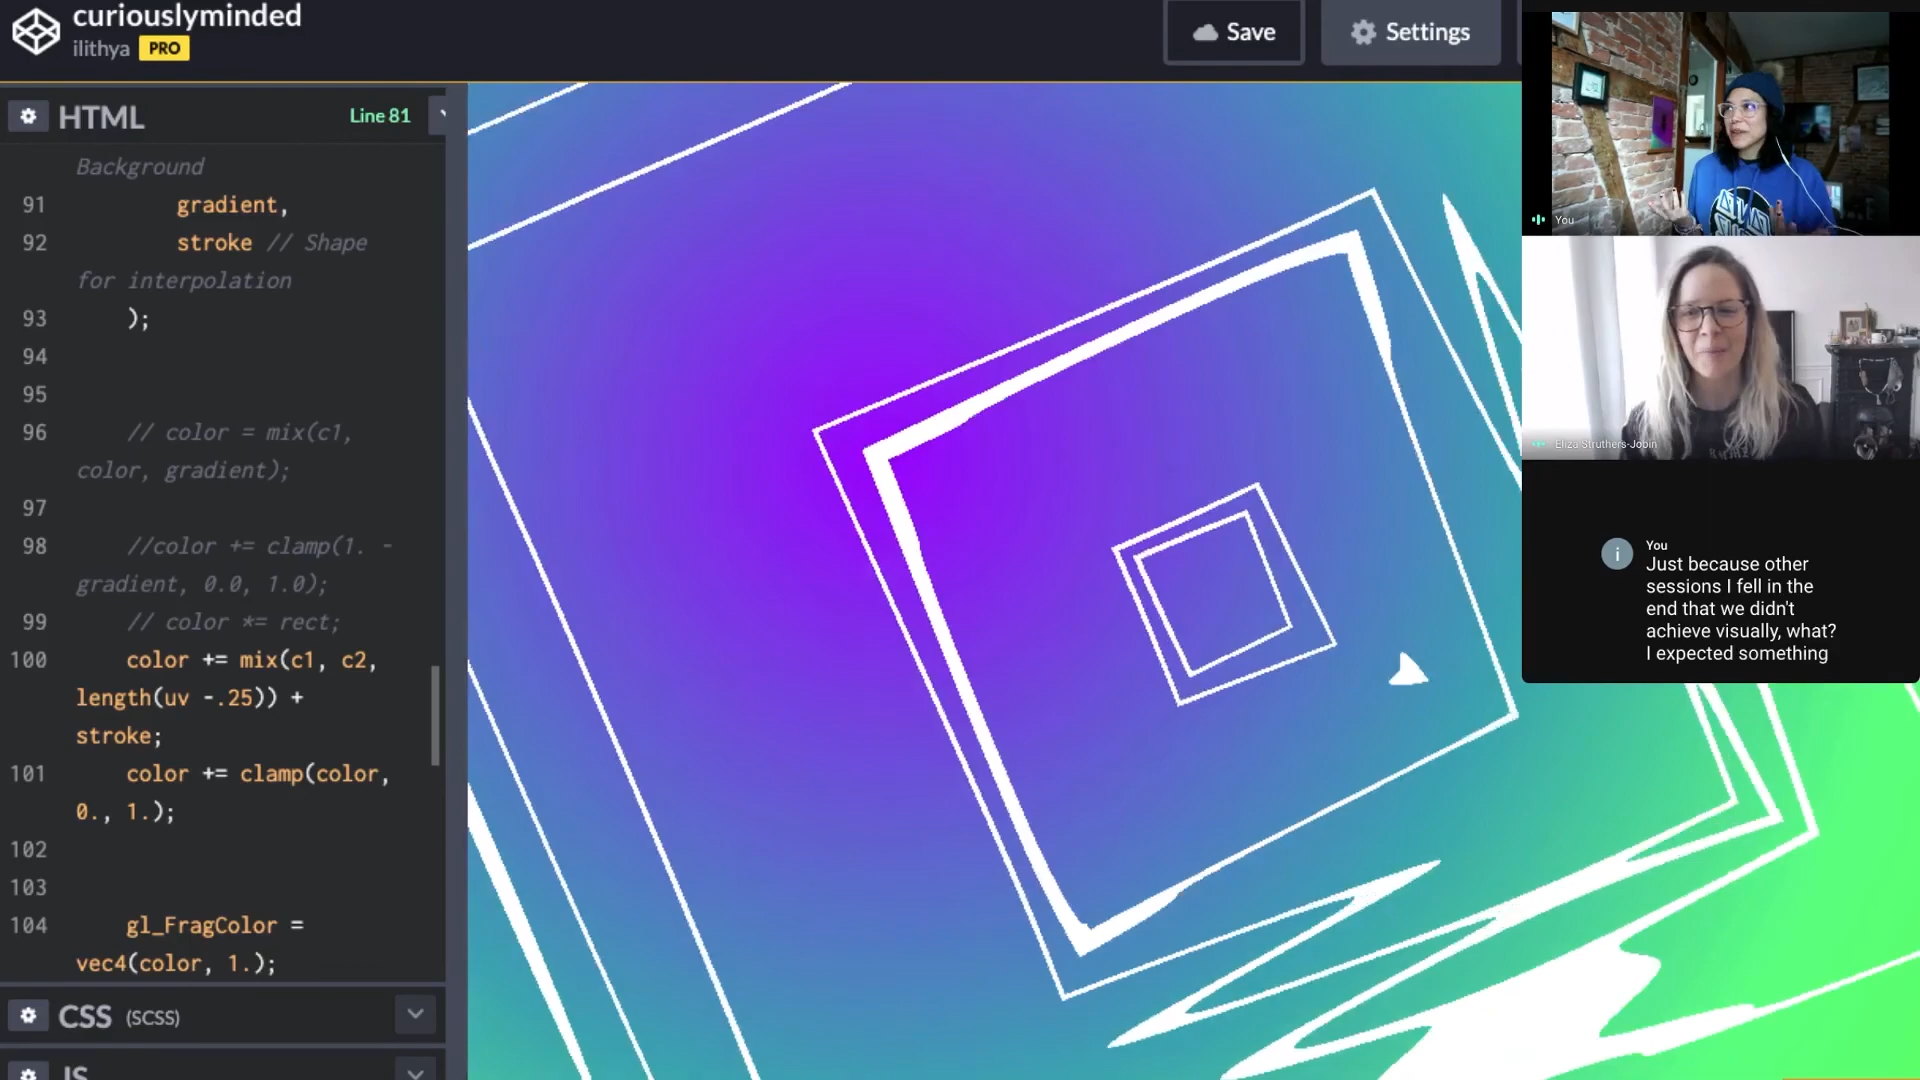 curiouslyminded
ilithya PRO
Save
Settings
HTML
Line 81
Background
91 gradient,
92 stroke // Shape
for interpolation
93 );
94
95
96 // color = mix(c1,
color, gradient);
97
98 //color += clamp(1. -
gradient, 0.0, 1.0);
99 // color *= rect;
100 color += mix(c1, c2,
length(uv -.25)) +
stroke;
101 color += clamp(color,
0., 1.);
102
103
104 gl_FragColor =
vec4(color, 1.);
CSS (SCSS)
JS
You
Eliza Struthers-Jobin
You
Just because other
sessions I fell in the
end that we didn't
achieve visually, what?
I expected something